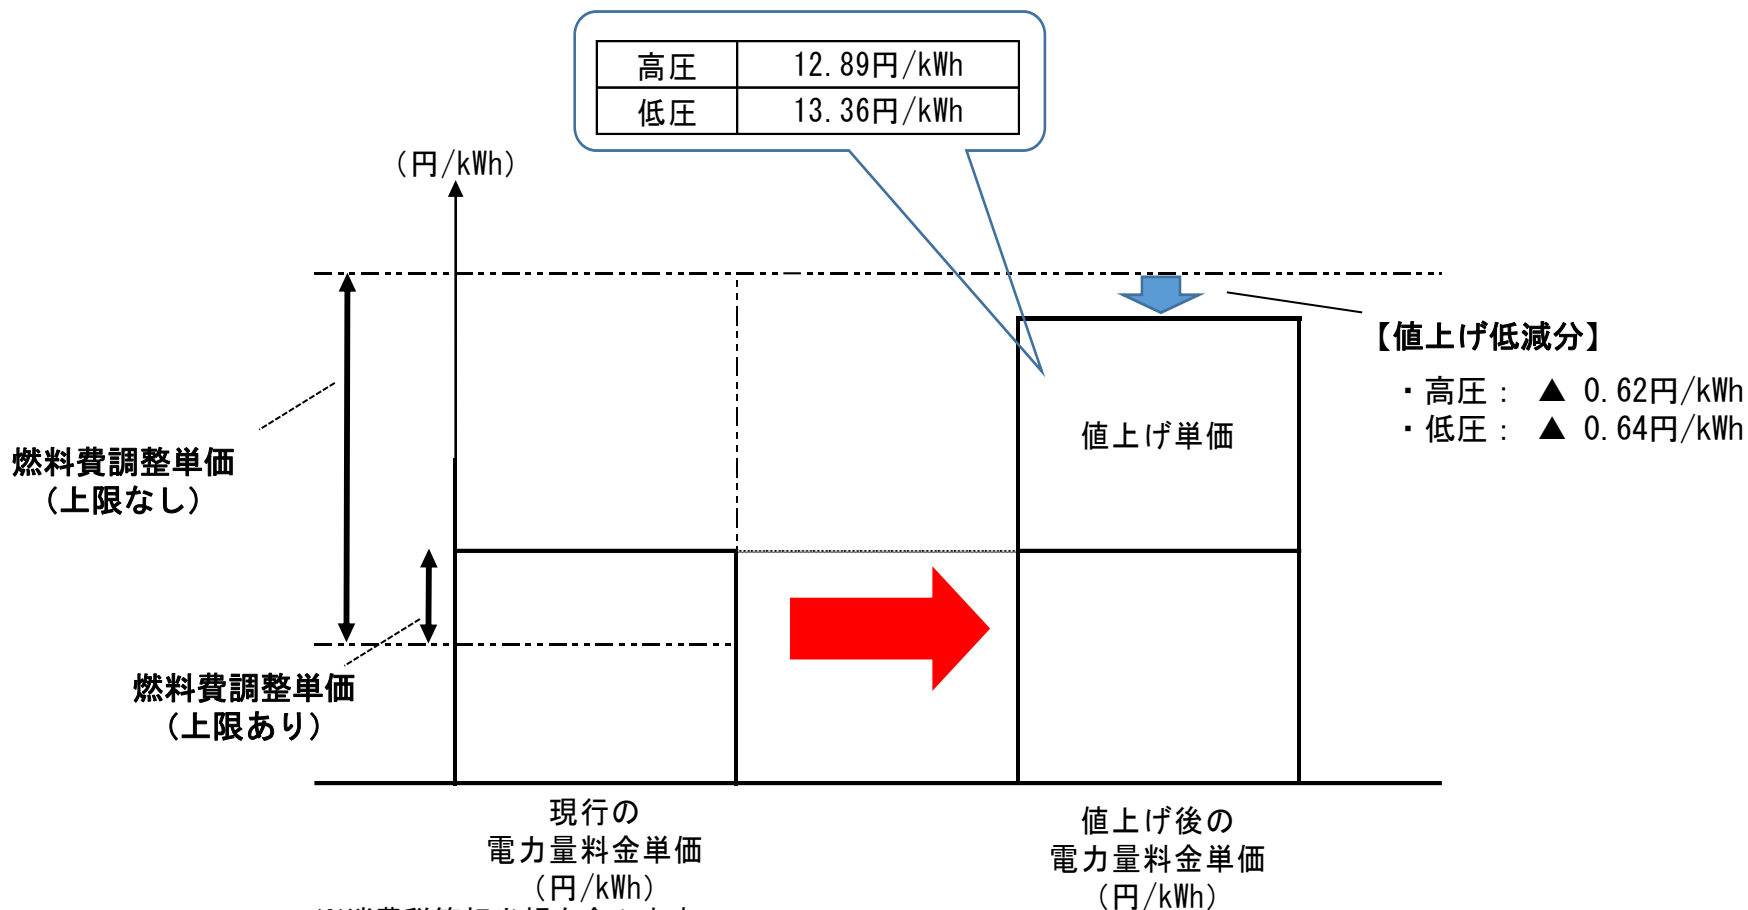 高圧 12.89円/kWh
低圧 13.36円/kWh
(円/kWh)
【値上げ低減分】
・高圧： ▲ 0.62円/kWh
・低圧： ▲ 0.64円/kWh
値上げ単価
燃料費調整単価
(上限なし)
燃料費調整単価
(上限あり)
現行の
電力量料金単価
(円/kWh)
値上げ後の
電力量料金単価
(円/kWh)